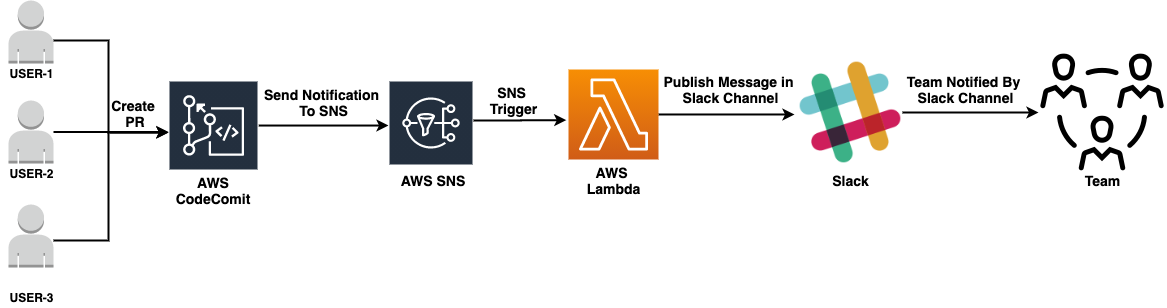 USER-1
USER-2
USER-3
Create
PR
AWS
CodeComit
Send Notification
To SNS
AWS SNS
SNS
Trigger
AWS
Lambda
Publish Message in
Slack Channel
Slack
Team Notified By
Slack Channel
Team